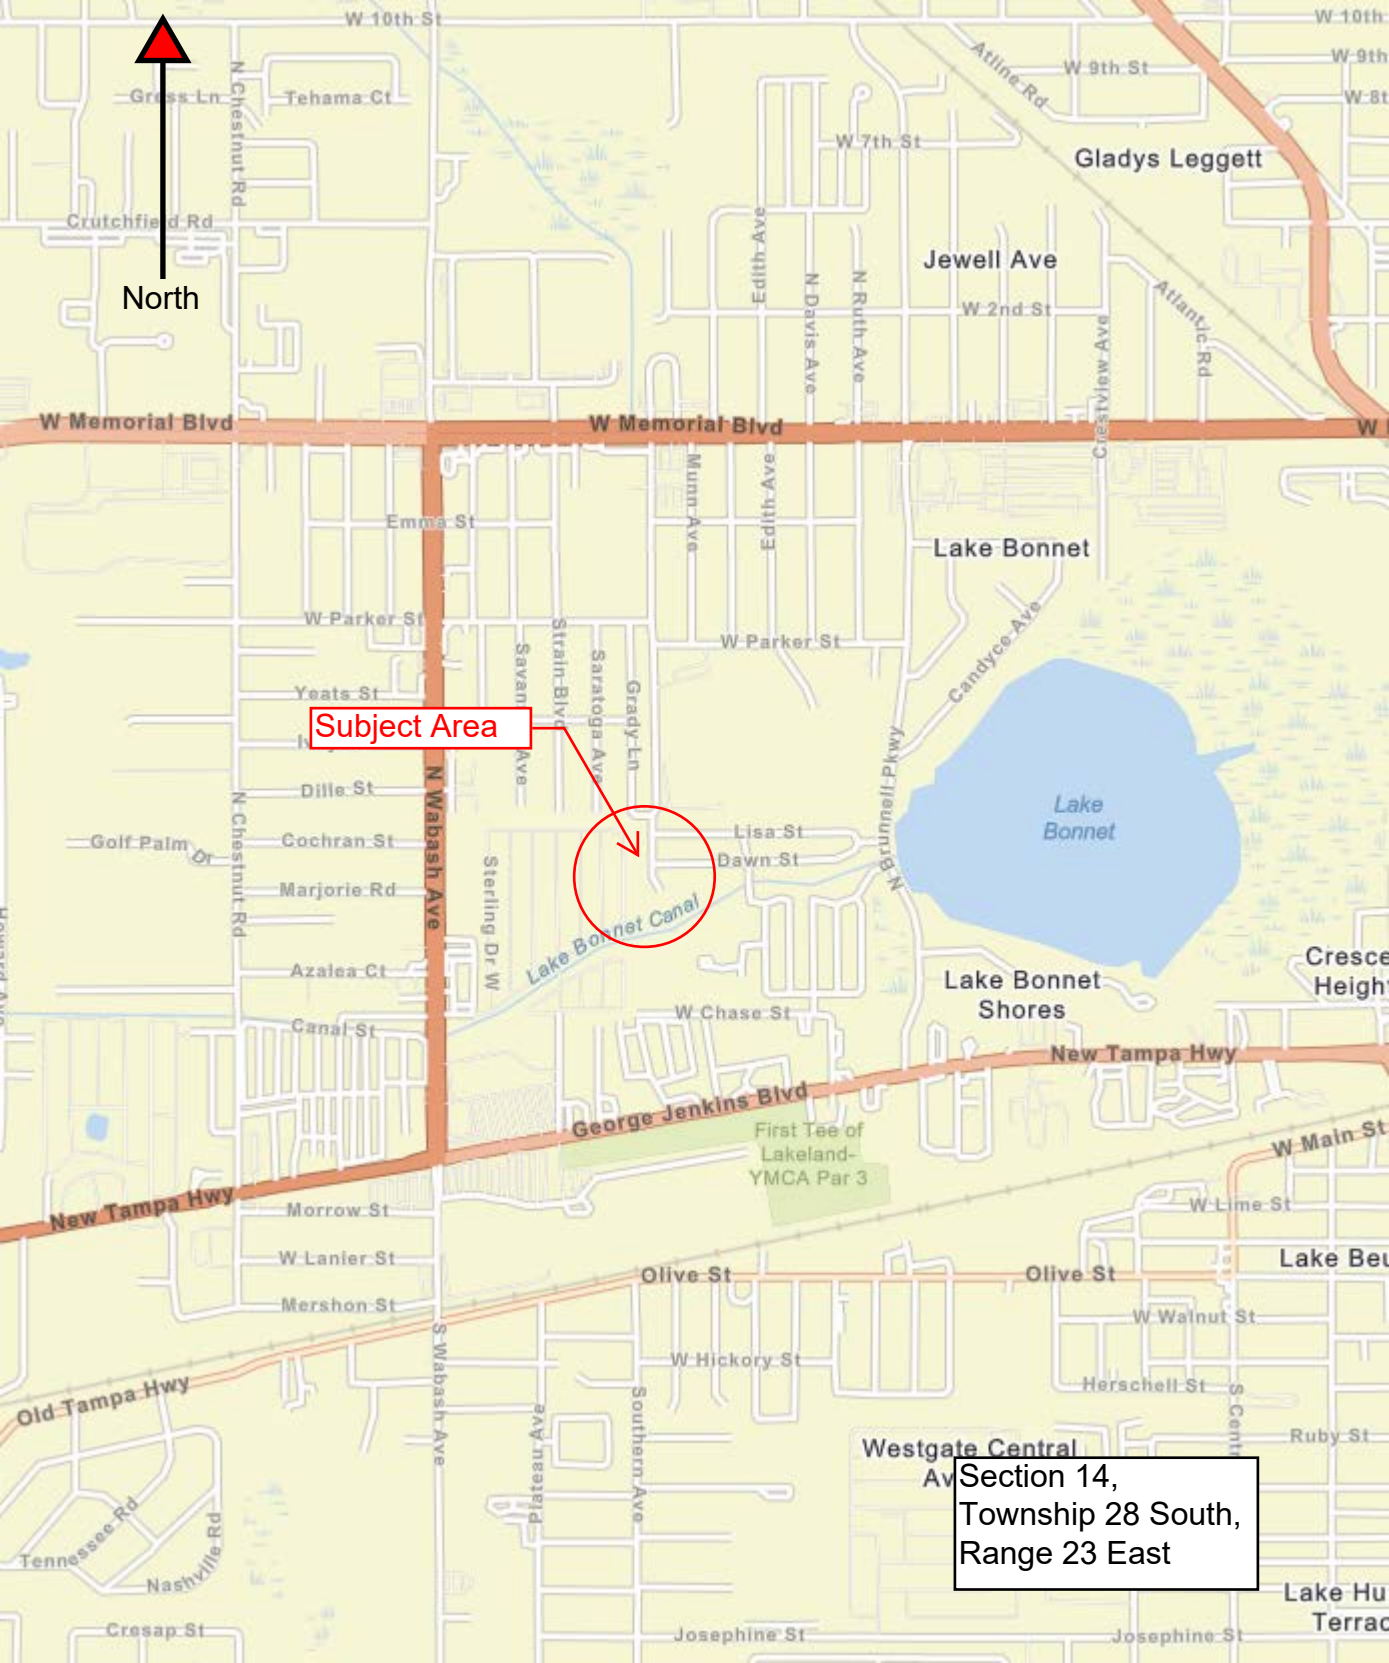 W 10th St
W 10th
W 9th St
W 9th
Atline Rd
Gress Ln
Tehama Ct
N Chestnut Rd
W 8t
W 7th St
Gladys Leggett
Crutchfield Rd
North
Edith Ave
N Davis Ave
N Ruth Ave
Jewell Ave
W 2nd St
Atlantic Rd
Crestview Ave
W Memorial Blvd
W Memorial Blvd
W
Munn Ave
Edith Ave
Emma St
Lake Bonnet
W Parker St
W Parker St
Candyce Ave
Strain Blvd
Saratoga Ave
Grady Ln
Yeats St
Subject Area
N Brunnell Pkwy
Dille St
N Wabash Ave
N Chestnut Rd
Lake
Bonnet
Golf Palm Dr
Cochran St
Lisa St
Dawn St
Marjorie Rd
Sterling Dr W
Lake Bonnet Canal
Azalea Ct
Cresce
Height
Lake Bonnet
Shores
Canal St
W Chase St
New Tampa Hwy
George Jenkins Blvd
First Tee of
Lakeland-
YMCA Par 3
W Main St
New Tampa Hwy
Morrow St
W Lime St
W Lanier St
Lake Beu
Olive St
Olive St
Mershon St
W Walnut St
S Wabash Ave
W Hickory St
Old Tampa Hwy
Herschell St
S Centr
Plateau Ave
Southern Ave
Ruby St
Westgate Central
Av
Section 14,
Township 28 South,
Range 23 East
Tennessee Rd
Nashville Rd
Lake Hu
Terrac
Cresap St
Josephine St
Josephine St